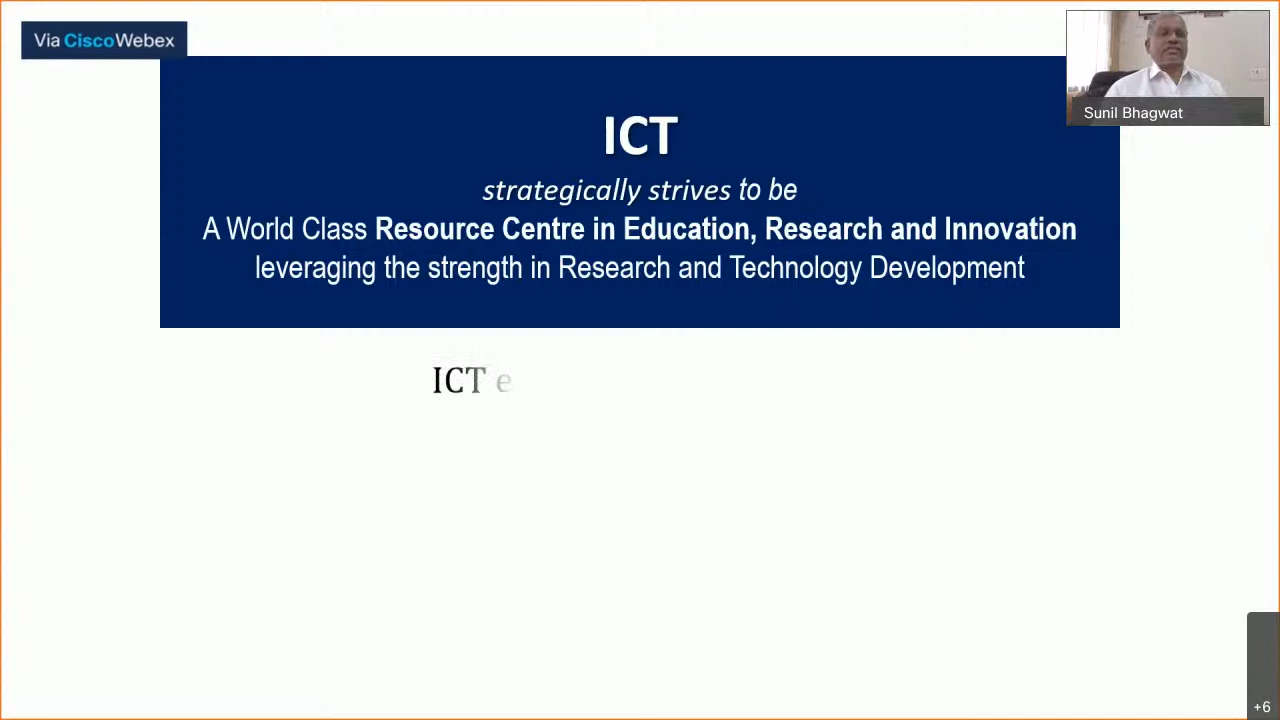 Via CiscoWebex
Sunil Bhagwat
ICT
strategically strives to be
A World Class Resource Centre in Education, Research and Innovation
leveraging the strength in Research and Technology Development
ICT e
+6